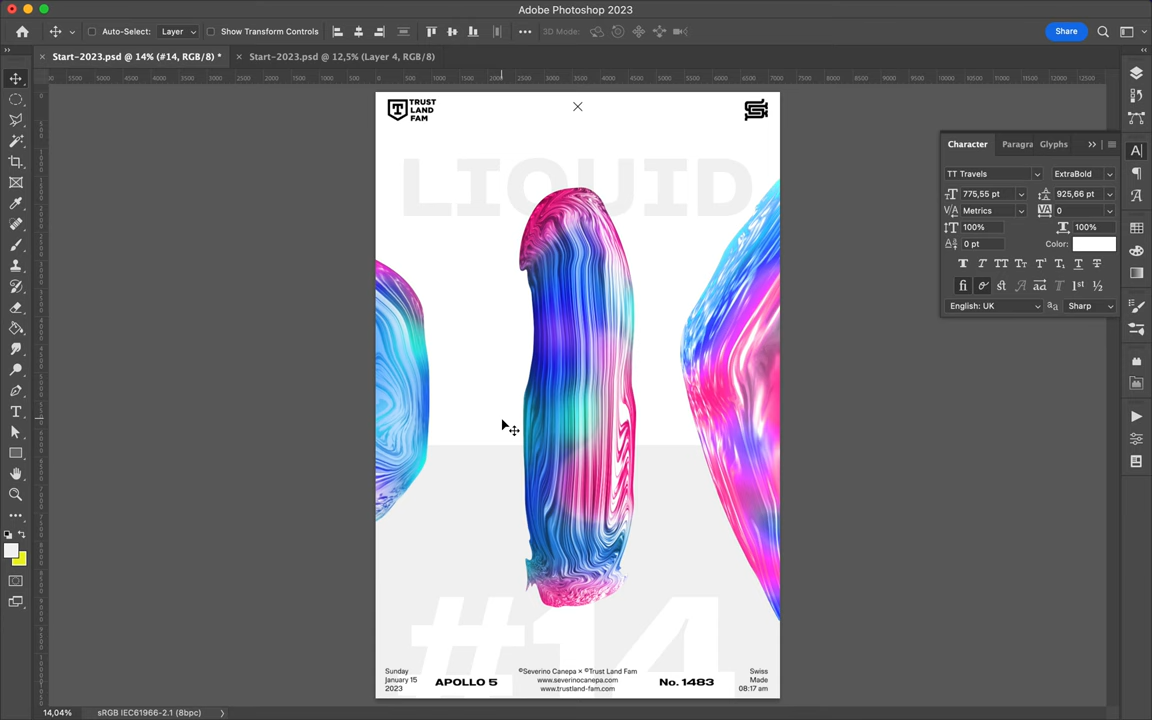 Adobe Photoshop 2023
Auto-Select:
Layer
Show Transform Controls
3D Mode:
Share
Start-2023.psd @ 14% (#14, RGB/8) *
Start-2023.psd @ 12,5% (Layer 4, RGB/8)
TRUST
LAND
FAM
LIQUID
#14
Sunday
January 15
2023
APOLLO 5
©Severino Canepa × ©Trust Land Fam
www.severinocanepa.com
www.trustland-fam.com
No. 1483
Swiss
Made
08:17 am
Character
Paragra
Glyphs
TT Travels
ExtraBold
775,55 pt
925,66 pt
Metrics
0
100%
100%
0 pt
Color:
English: UK
Sharp
14,04%
sRGB IEC61966-2.1 (8bpc)